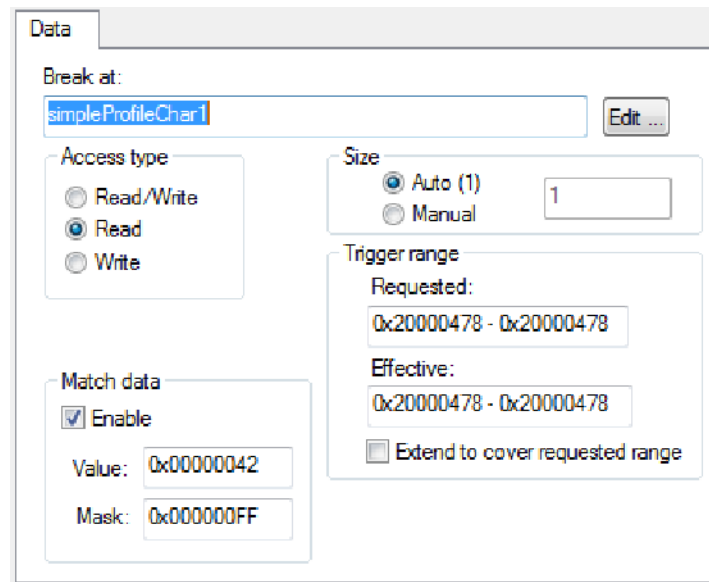 Data
Break at:
simpleProfileChar1
Edit ...
Access type
Read/Write
Read
Write
Size
Auto (1)
Manual
1
Trigger range
Requested:
0x20000478 - 0x20000478
Effective:
0x20000478 - 0x20000478
Extend to cover requested range
Match data
Enable
Value: 0x00000042
Mask: 0x000000FF